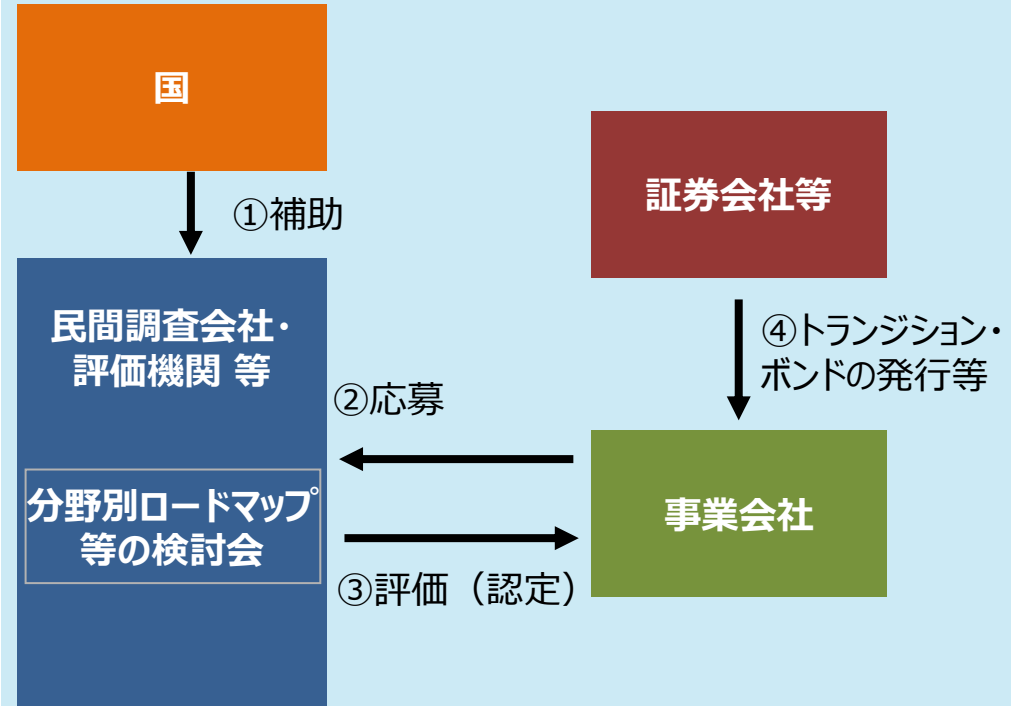 国
①補助
民間調査会社・
評価機関 等
分野別ロードマップ
等の検討会
②応募
③評価（認定）
証券会社等
④トランジション・
ボンドの発行等
事業会社